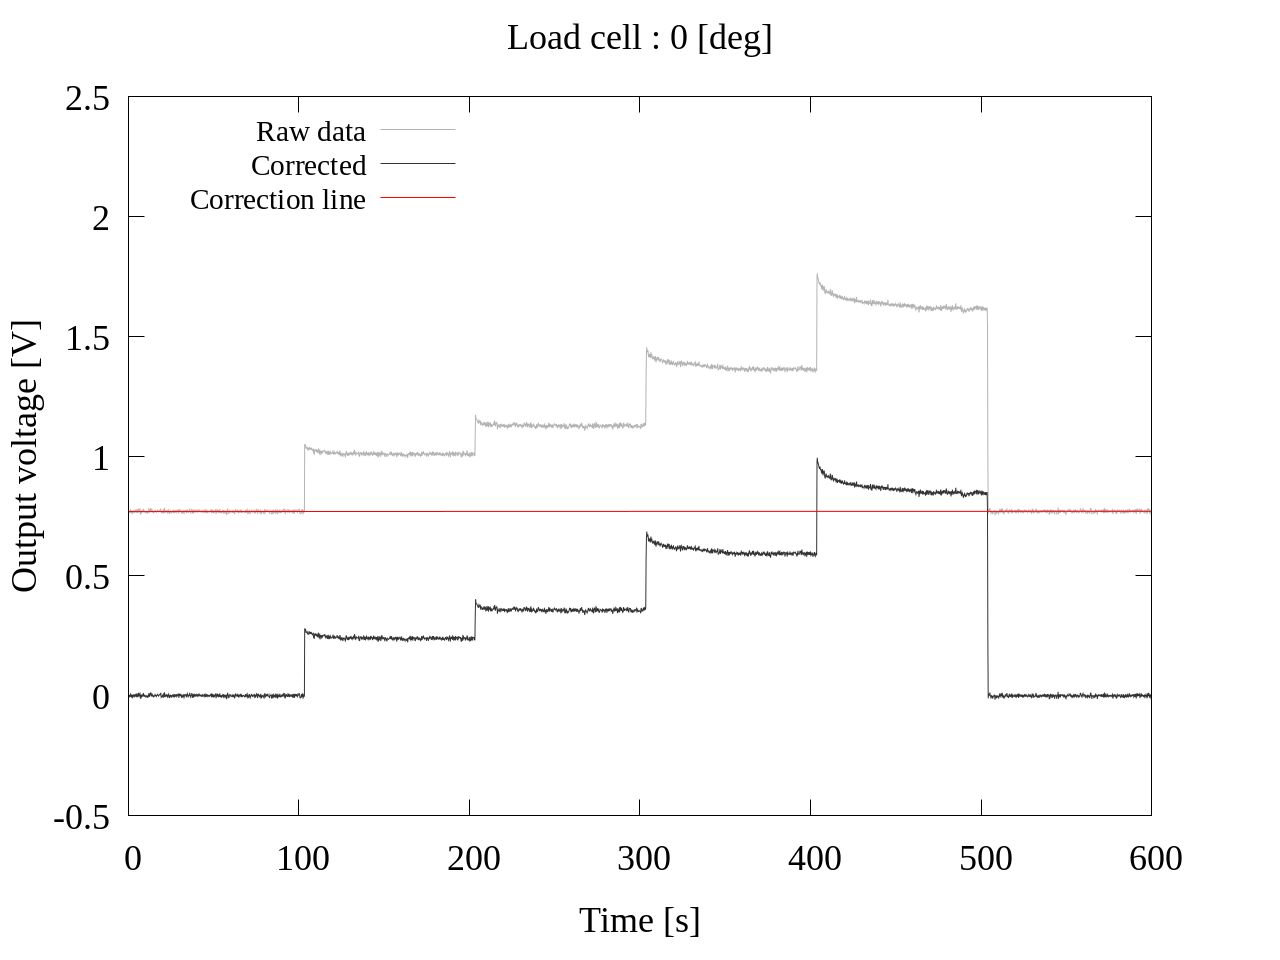 Load cell : 0 [deg]
Raw data
Corrected
Correction line
Output voltage [V]
2.5
2
1.5
1
0.5
0
-0.5
0 100 200 300 400 500 600
Time [s]